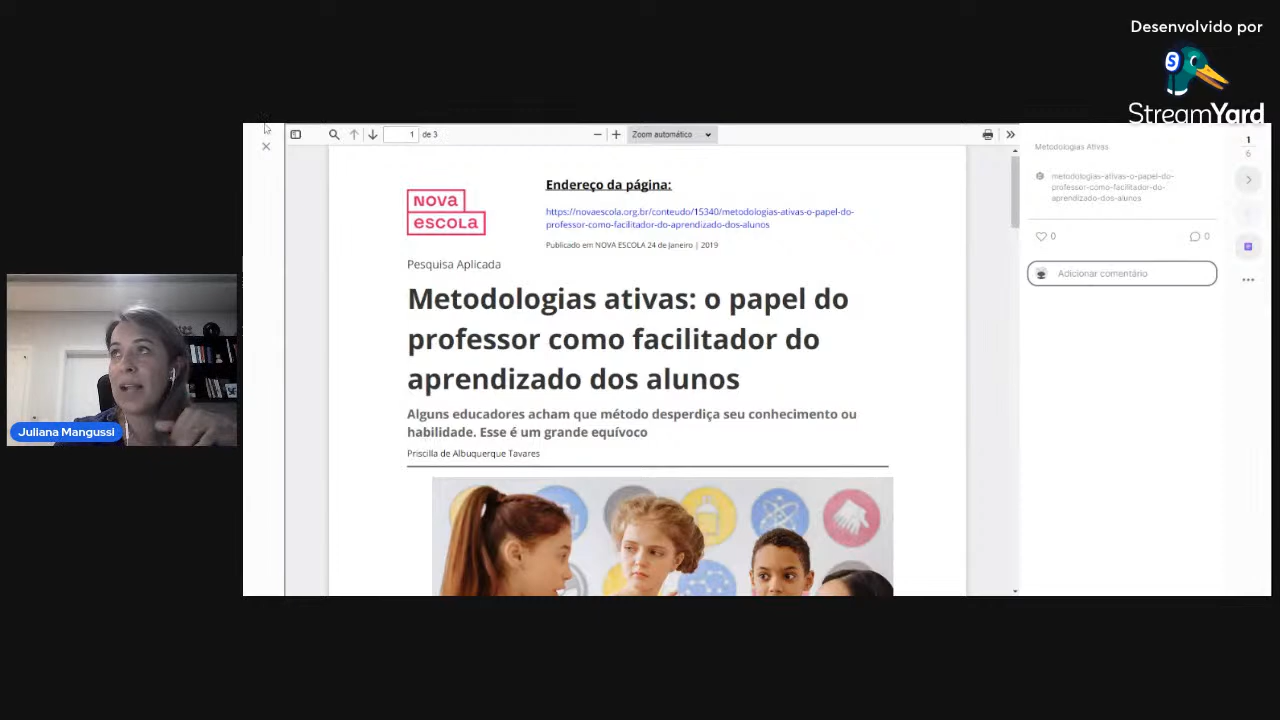 Desenvolvido por
StreamYard
1 de 3
Zoom automático
NOVA
ESCOLA
Endereço da página:
https://novaescola.org.br/conteudo/15340/metodologias-ativas-o-papel-do-
professor-como-facilitador-do-aprendizado-dos-alunos
Publicado em NOVA ESCOLA 24 de Janeiro | 2019
Pesquisa Aplicada
Metodologias ativas: o papel do
professor como facilitador do
aprendizado dos alunos
Alguns educadores acham que método desperdiça seu conhecimento ou
habilidade. Esse é um grande equívoco
Priscilla de Albuquerque Tavares
Metodologias Ativas
metodologias-ativas-o-papel-do-
professor-como-facilitador-do-
aprendizado-dos-alunos
0
0
Adicionar comentário
1
6
Juliana Mangussi